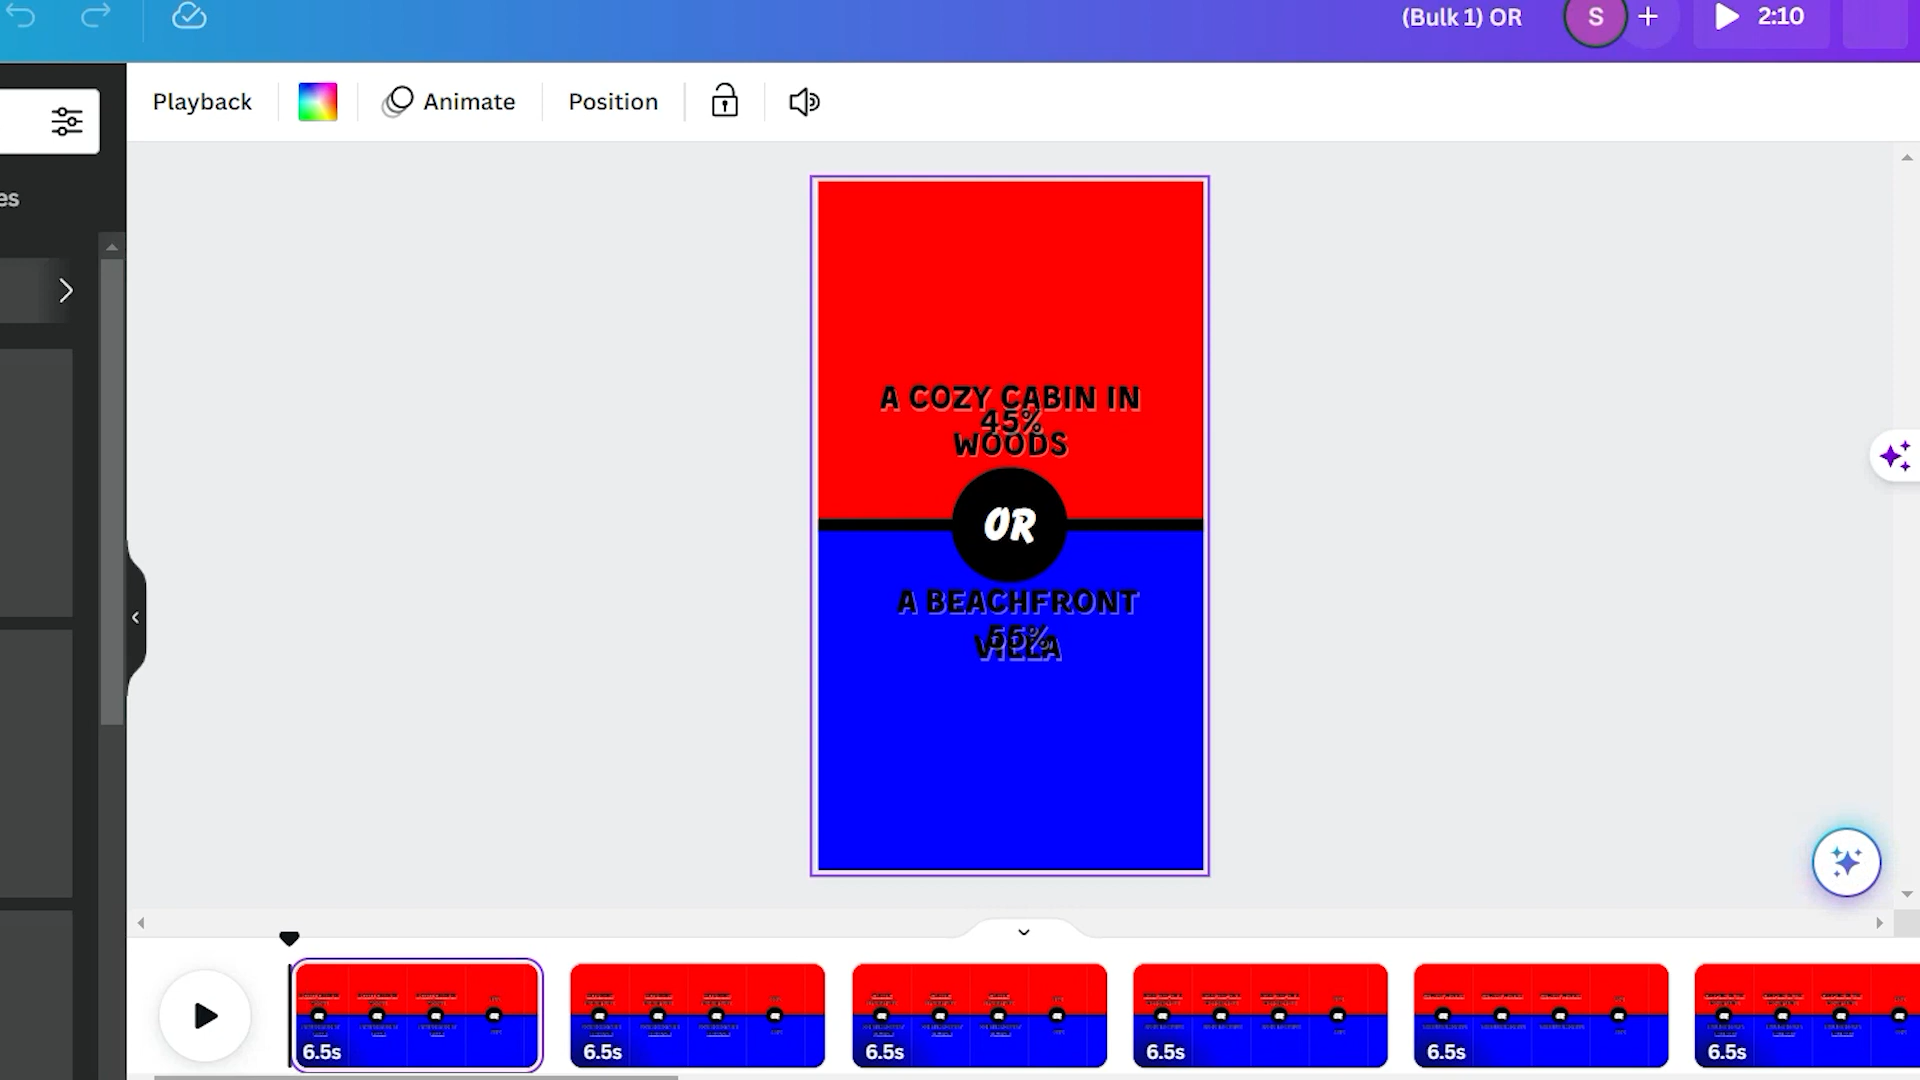 (Bulk 1) OR
S
2:10
Playback
Animate
Position
es
A COZY CABIN IN
45%
WOODS
OR
A BEACHFRONT
55%
VILLA
6.5s
6.5s
6.5s
6.5s
6.5s
6.5s